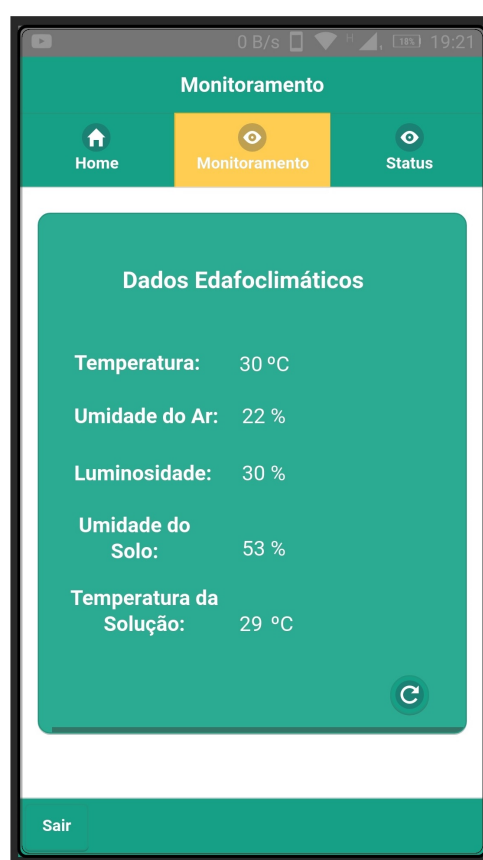 0 B/s H 18% 19:21
Monitoramento
Home Monitoramento Status
Dados Edafoclimáticos
Temperatura: 30 ºC
Umidade do Ar: 22 %
Luminosidade: 30 %
Umidade do
Solo: 53 %
Temperatura da
Solução: 29 ºC
Sair